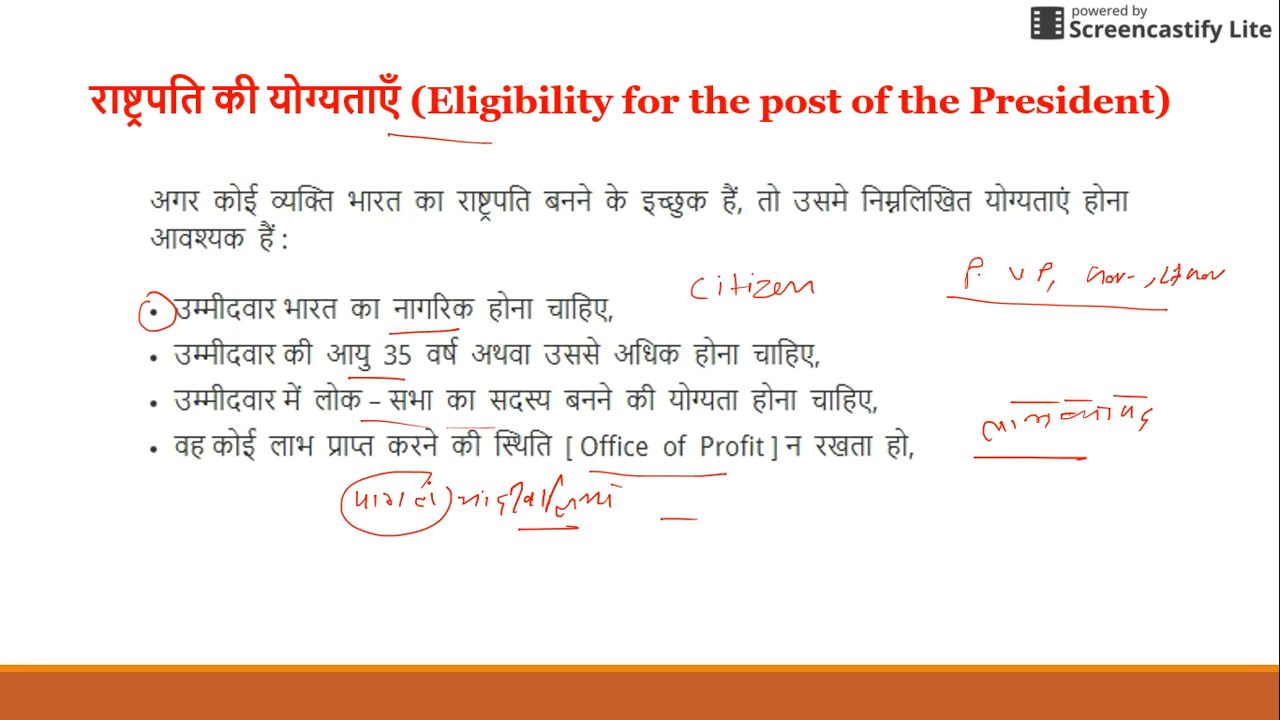 powered by
Screencastify Lite
राष्ट्रपति की योग्यताएँ (Eligibility for the post of the President)
अगर कोई व्यक्ति भारत का राष्ट्रपति बनने के इच्छुक हैं, तो उसमे निम्नलिखित योग्यताएं होना
आवश्यक हैं :
citizen
P. VP,
• उम्मीदवार भारत का नागरिक होना चाहिए,
• उम्मीदवार की आयु 35 वर्ष अथवा उससे अधिक होना चाहिए,
• उम्मीदवार में लोक – सभा का सदस्य बनने की योग्यता होना चाहिए,
• वह कोई लाभ प्राप्त करने की स्थिति [ Office of Profit ] न रखता हो,